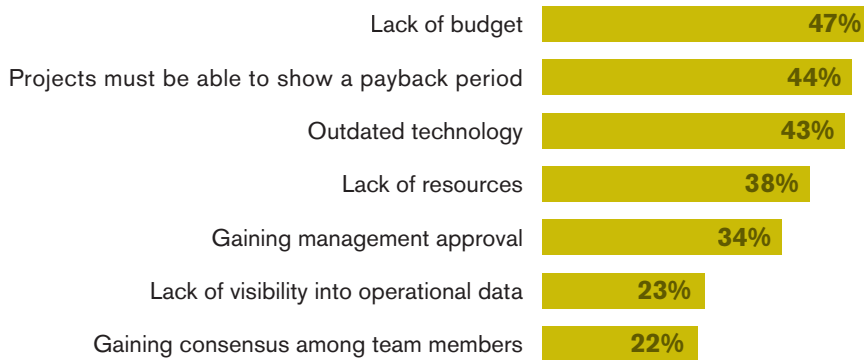 Lack of budget 47%
Projects must be able to show a payback period 44%
Outdated technology 43%
Lack of resources 38%
Gaining management approval 34%
Lack of visibility into operational data 23%
Gaining consensus among team members 22%